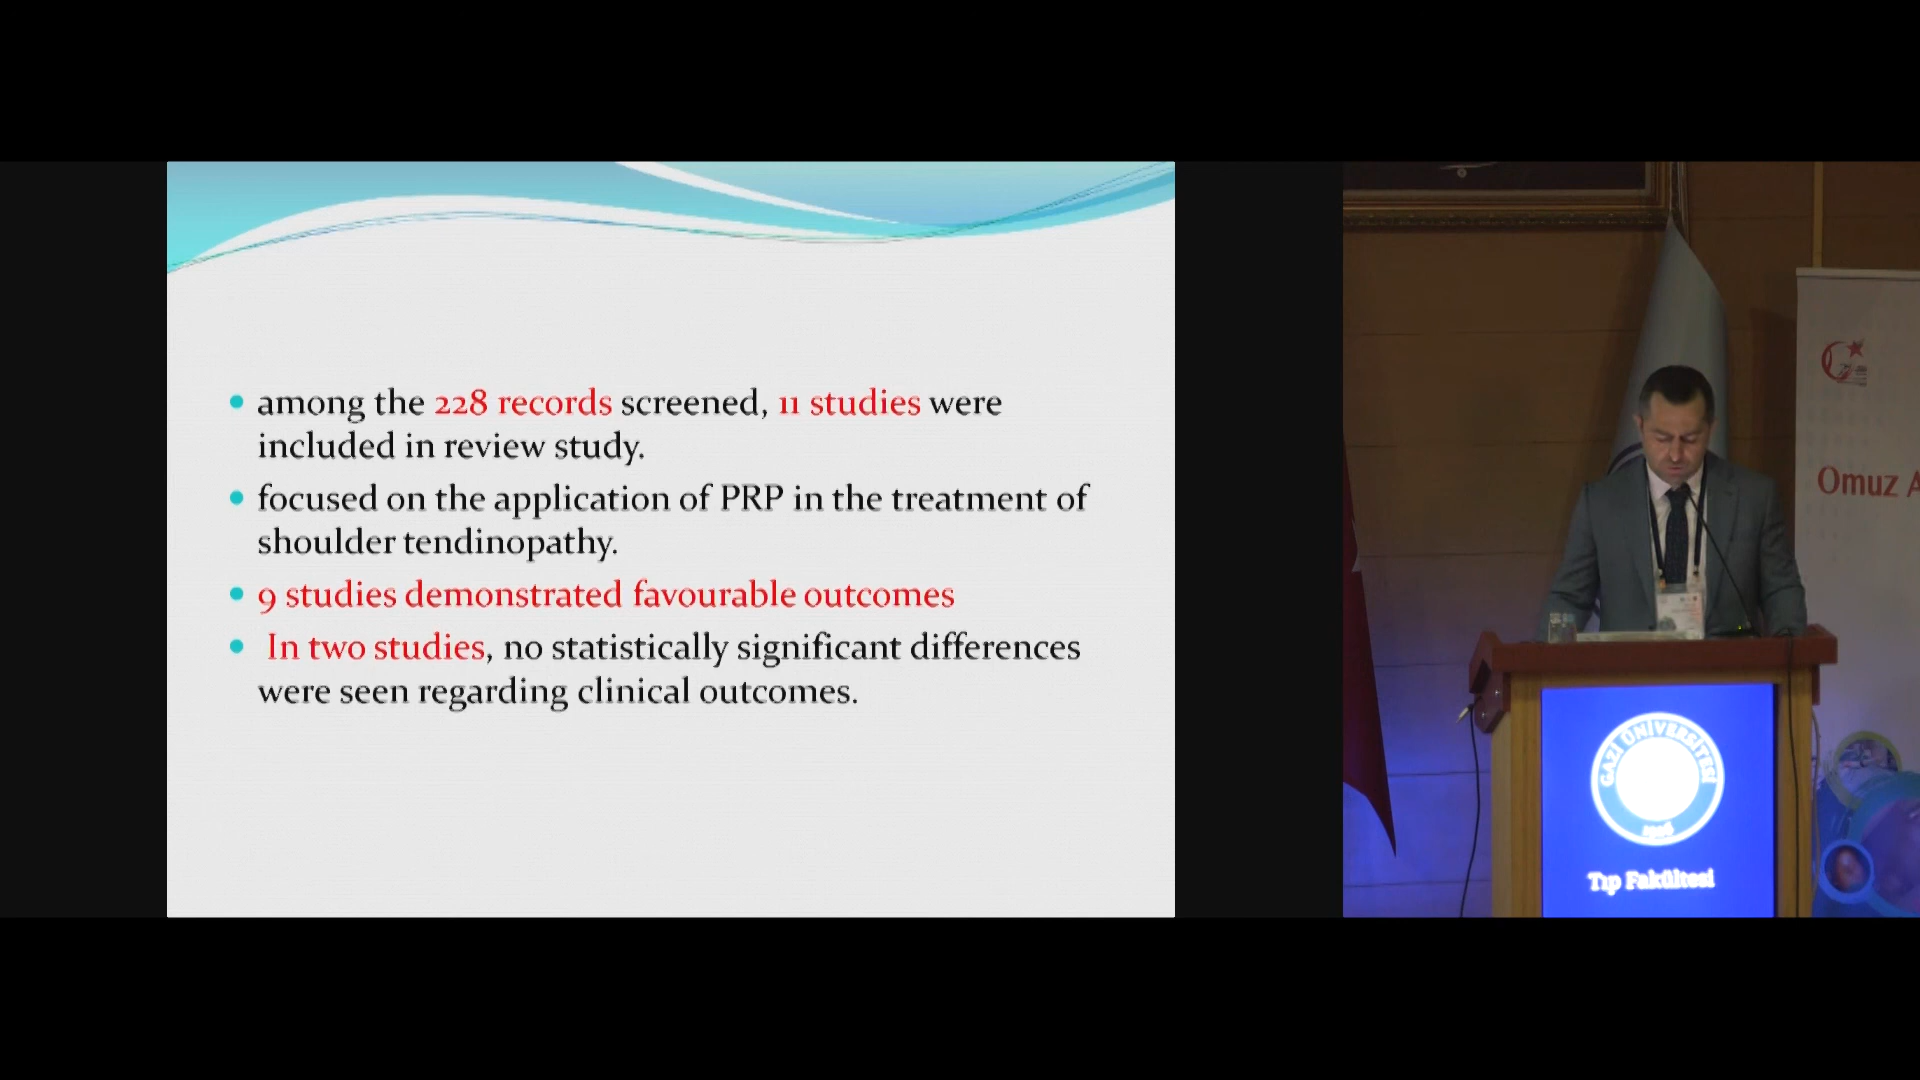 among the 228 records screened, 11 studies were
included in review study.
focused on the application of PRP in the treatment of
shoulder tendinopathy.
9 studies demonstrated favourable outcomes
In two studies, no statistically significant differences
were seen regarding clinical outcomes.
Omuz A
GAZİ ÜNİVERSİTESİ
Tıp Fakültesi